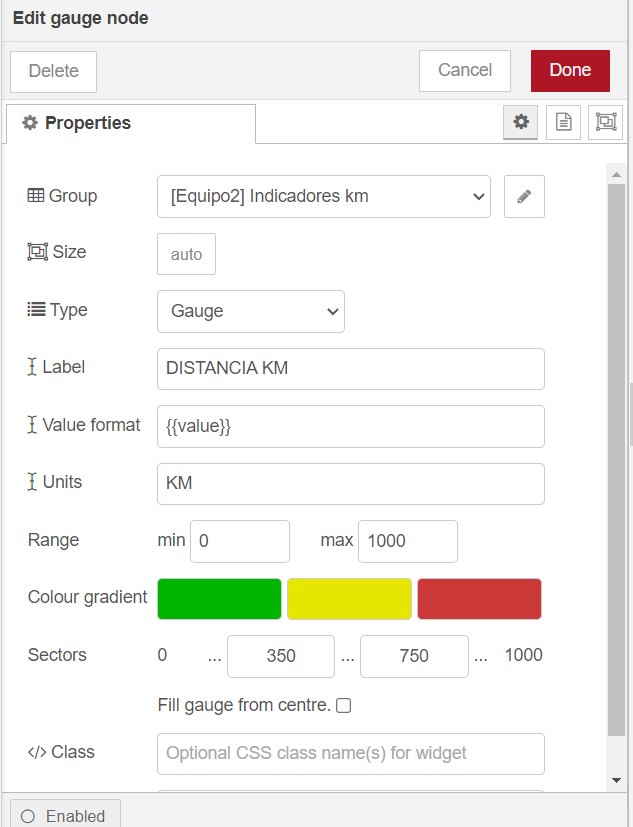 Edit gauge node
Delete Cancel Done
Properties
Group [Equipo2] Indicadores km
Size auto
Type Gauge
Label DISTANCIA KM
Value format {{value}}
Units KM
Range min 0 max 1000
Colour gradient
Sectors 0 ... 350 ... 750 ... 1000
Fill gauge from centre.
</> Class Optional CSS class name(s) for widget
Enabled